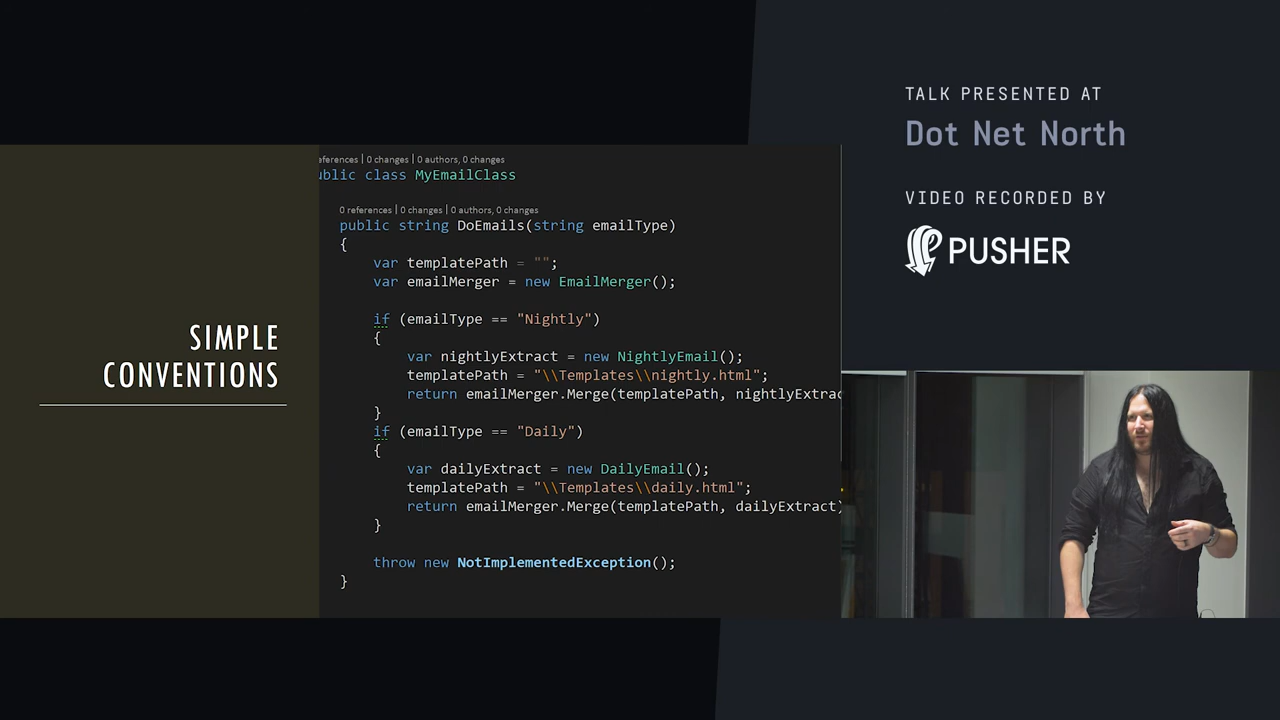 SIMPLE
CONVENTIONS
eferences | 0 changes | 0 authors, 0 changes
ublic class MyEmailClass
0 references | 0 changes | 0 authors, 0 changes
public string DoEmails(string emailType)
{
var templatePath = "";
var emailMerger = new EmailMerger();
if (emailType == "Nightly")
{
var nightlyExtract = new NightlyEmail();
templatePath = "\\Templates\\nightly.html";
return emailMerger.Merge(templatePath, nightlyExtrac
}
if (emailType == "Daily")
{
var dailyExtract = new DailyEmail();
templatePath = "\\Templates\\daily.html";
return emailMerger.Merge(templatePath, dailyExtract)
}
throw new NotImplementedException();
}
TALK PRESENTED AT
Dot Net North
VIDEO RECORDED BY
PUSHER